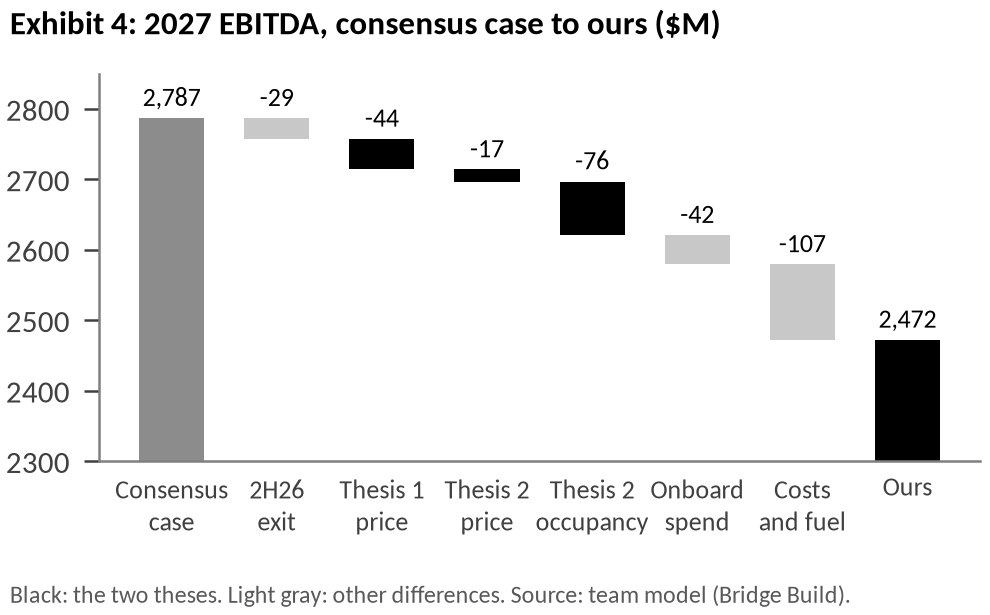 Exhibit 4: 2027 EBITDA, consensus case to ours ($M)
2,787
-29
-44
-17
-76
-42
-107
2,472
2800
2700
2600
2500
2400
2300
Consensus case
2H26 exit
Thesis 1 price
Thesis 2 price
Thesis 2 occupancy
Onboard spend
Costs and fuel
Ours
Black: the two theses. Light gray: other differences. Source: team model (Bridge Build).